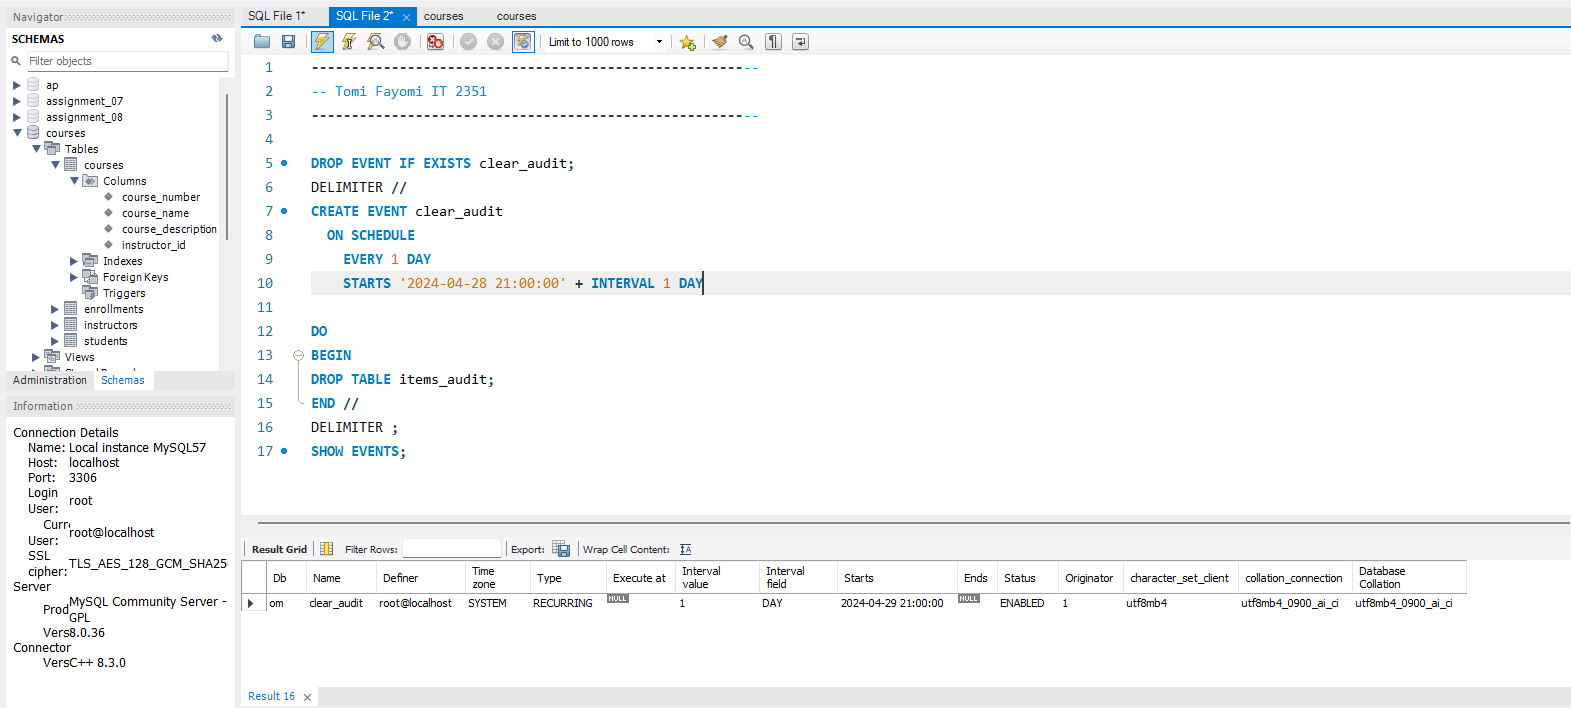 Navigator
SCHEMAS
Filter objects
ap
assignment_07
assignment_08
courses
Tables
courses
Columns
course_number
course_name
course_description
instructor_id
Indexes
Foreign Keys
Triggers
enrollments
instructors
students
Views
Administration Schemas
Information
Connection Details
Name: Local instance MySQL57
Host: localhost
Port: 3306
Login
User: root
Curr
User: root@localhost
SSL
cipher: TLS_AES_128_GCM_SHA25
Server
Prod MySQL Community Server -
GPL
Vers 8.0.36
Connector
Vers C++ 8.3.0
SQL File 1* SQL File 2* courses courses
Limit to 1000 rows
1 --------------------------------------------------------
2 -- Tomi Fayomi IT 2351
3 --------------------------------------------------------
4
5 DROP EVENT IF EXISTS clear_audit;
6 DELIMITER //
7 CREATE EVENT clear_audit
8 ON SCHEDULE
9 EVERY 1 DAY
10 STARTS '2024-04-28 21:00:00' + INTERVAL 1 DAY
11
12 DO
13 BEGIN
14 DROP TABLE items_audit;
15 END //
16 DELIMITER ;
17 SHOW EVENTS;
Result Grid Filter Rows: Export: Wrap Cell Content: IA
Db Name Definer Time zone Type Execute at Interval value Interval field Starts Ends Status Originator character_set_client collation_connection Database Collation
om clear_audit root@localhost SYSTEM RECURRING NULL 1 DAY 2024-04-29 21:00:00 NULL ENABLED 1 utf8mb4 utf8mb4_0900_ai_ci utf8mb4_0900_ai_ci
Result 16